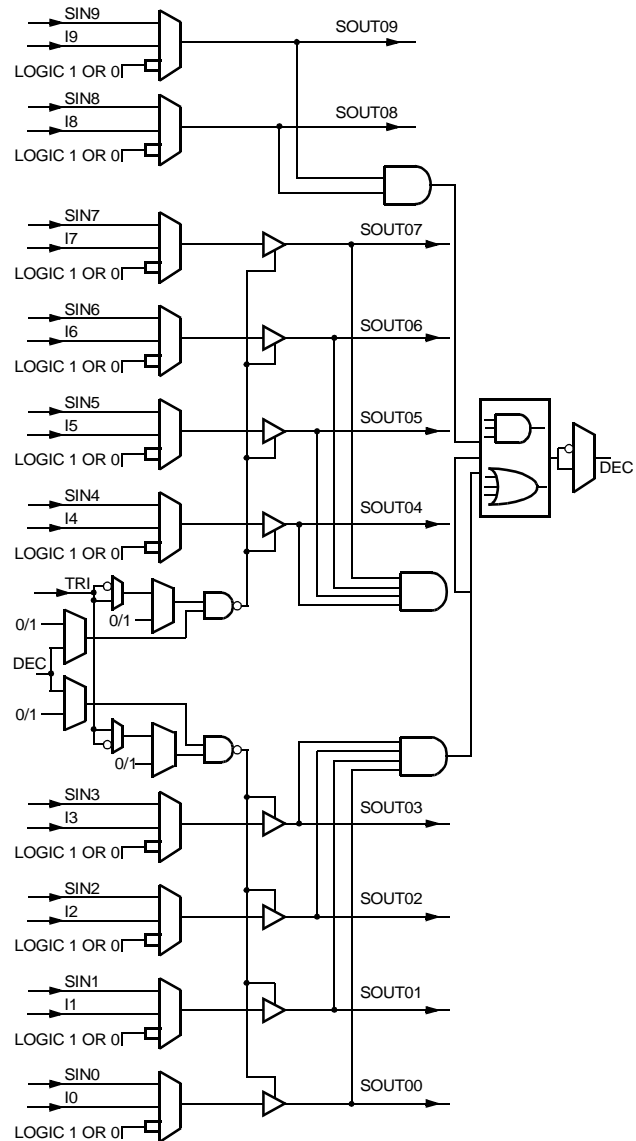 SIN9
I9
SOUT09
LOGIC 1 OR 0
SIN8
I8
SOUT08
LOGIC 1 OR 0
SIN7
I7
SOUT07
LOGIC 1 OR 0
SIN6
I6
SOUT06
LOGIC 1 OR 0
SIN5
I5
SOUT05
LOGIC 1 OR 0
DEC
SIN4
I4
SOUT04
LOGIC 1 OR 0
TRI
0/1
0/1
DEC
0/1
0/1
SIN3
I3
SOUT03
LOGIC 1 OR 0
SIN2
I2
SOUT02
LOGIC 1 OR 0
SIN1
I1
SOUT01
LOGIC 1 OR 0
SIN0
I0
SOUT00
LOGIC 1 OR 0